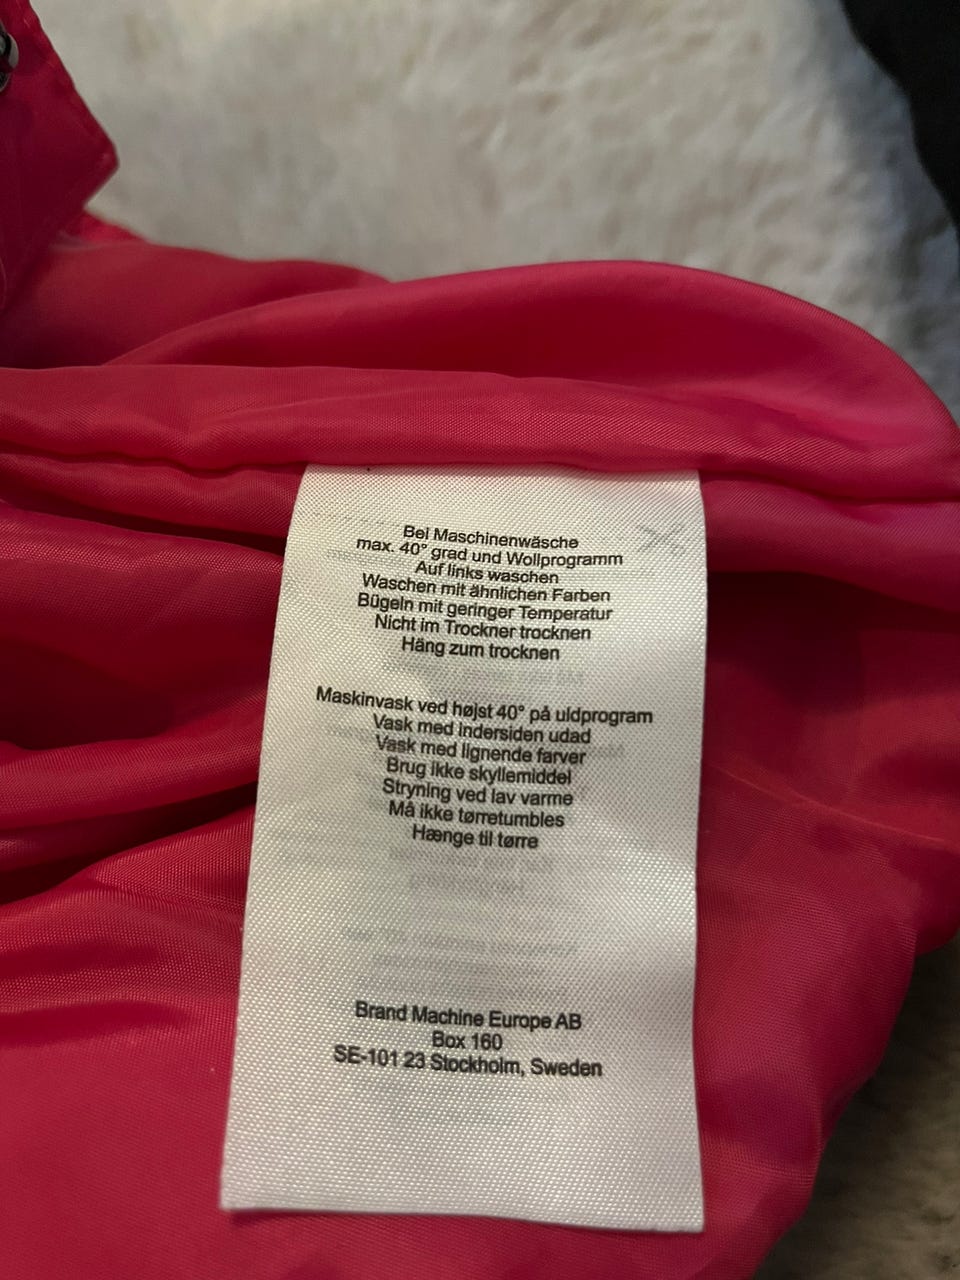 Bei Maschinenwäsche
max. 40° grad und Wollprogramm
Auf links waschen
Waschen mit ähnlichen Farben
Bügeln mit geringer Temperatur
Nicht im Trockner trocknen
Häng zum trocknen
Maskinvask ved højst 40° på uldprogram
Vask med indersiden udad
Vask med lignende farver
Brug ikke skyllemiddel
Stryning ved lav varme
Må ikke tørretumbles
Hænge til tørre
Brand Machine Europe AB
Box 160
SE-101 23 Stockholm, Sweden